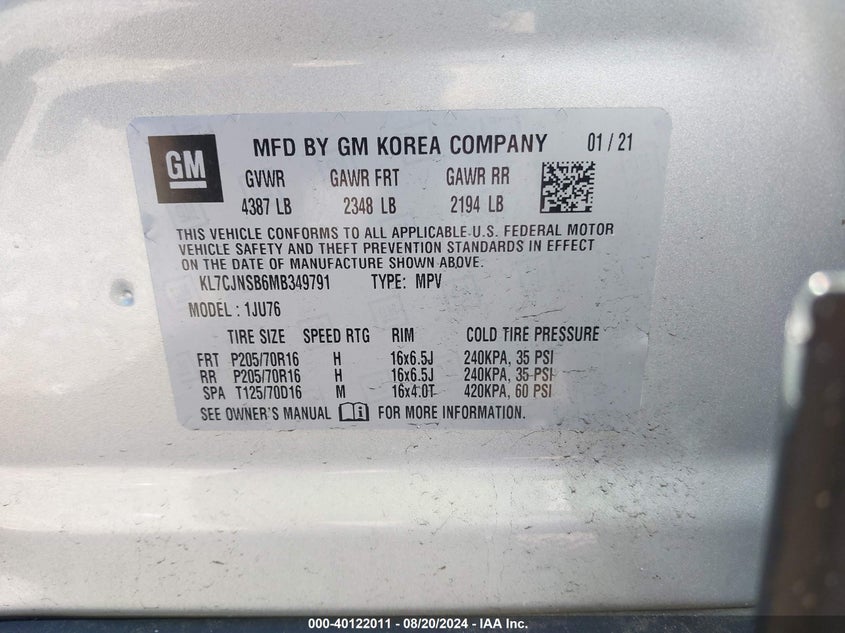 GM
MFD BY GM KOREA COMPANY 01 / 21
GVWR GAWR FRT GAWR RR
4387 LB 2348 LB 2194 LB
THIS VEHICLE CONFORMS TO ALL APPLICABLE U.S. FEDERAL MOTOR
VEHICLE SAFETY AND THEFT PREVENTION STANDARDS IN EFFECT
ON THE DATE OF MANUFACTURE SHOWN ABOVE.
KL7CJNSB6MB349791 TYPE: MPV
MODEL : 1JU76
TIRE SIZE SPEED RTG RIM COLD TIRE PRESSURE
FRT P205/70R16 H 16x6.5J 240KPA, 35 PSI
RR P205/70R16 H 16x6.5J 240KPA, 35 PSI
SPA T125/70D16 M 16x4.0T 420KPA, 60 PSI
SEE OWNER'S MANUAL FOR MORE INFORMATION.
000-40122011 - 08/20/2024 - IAA Inc.